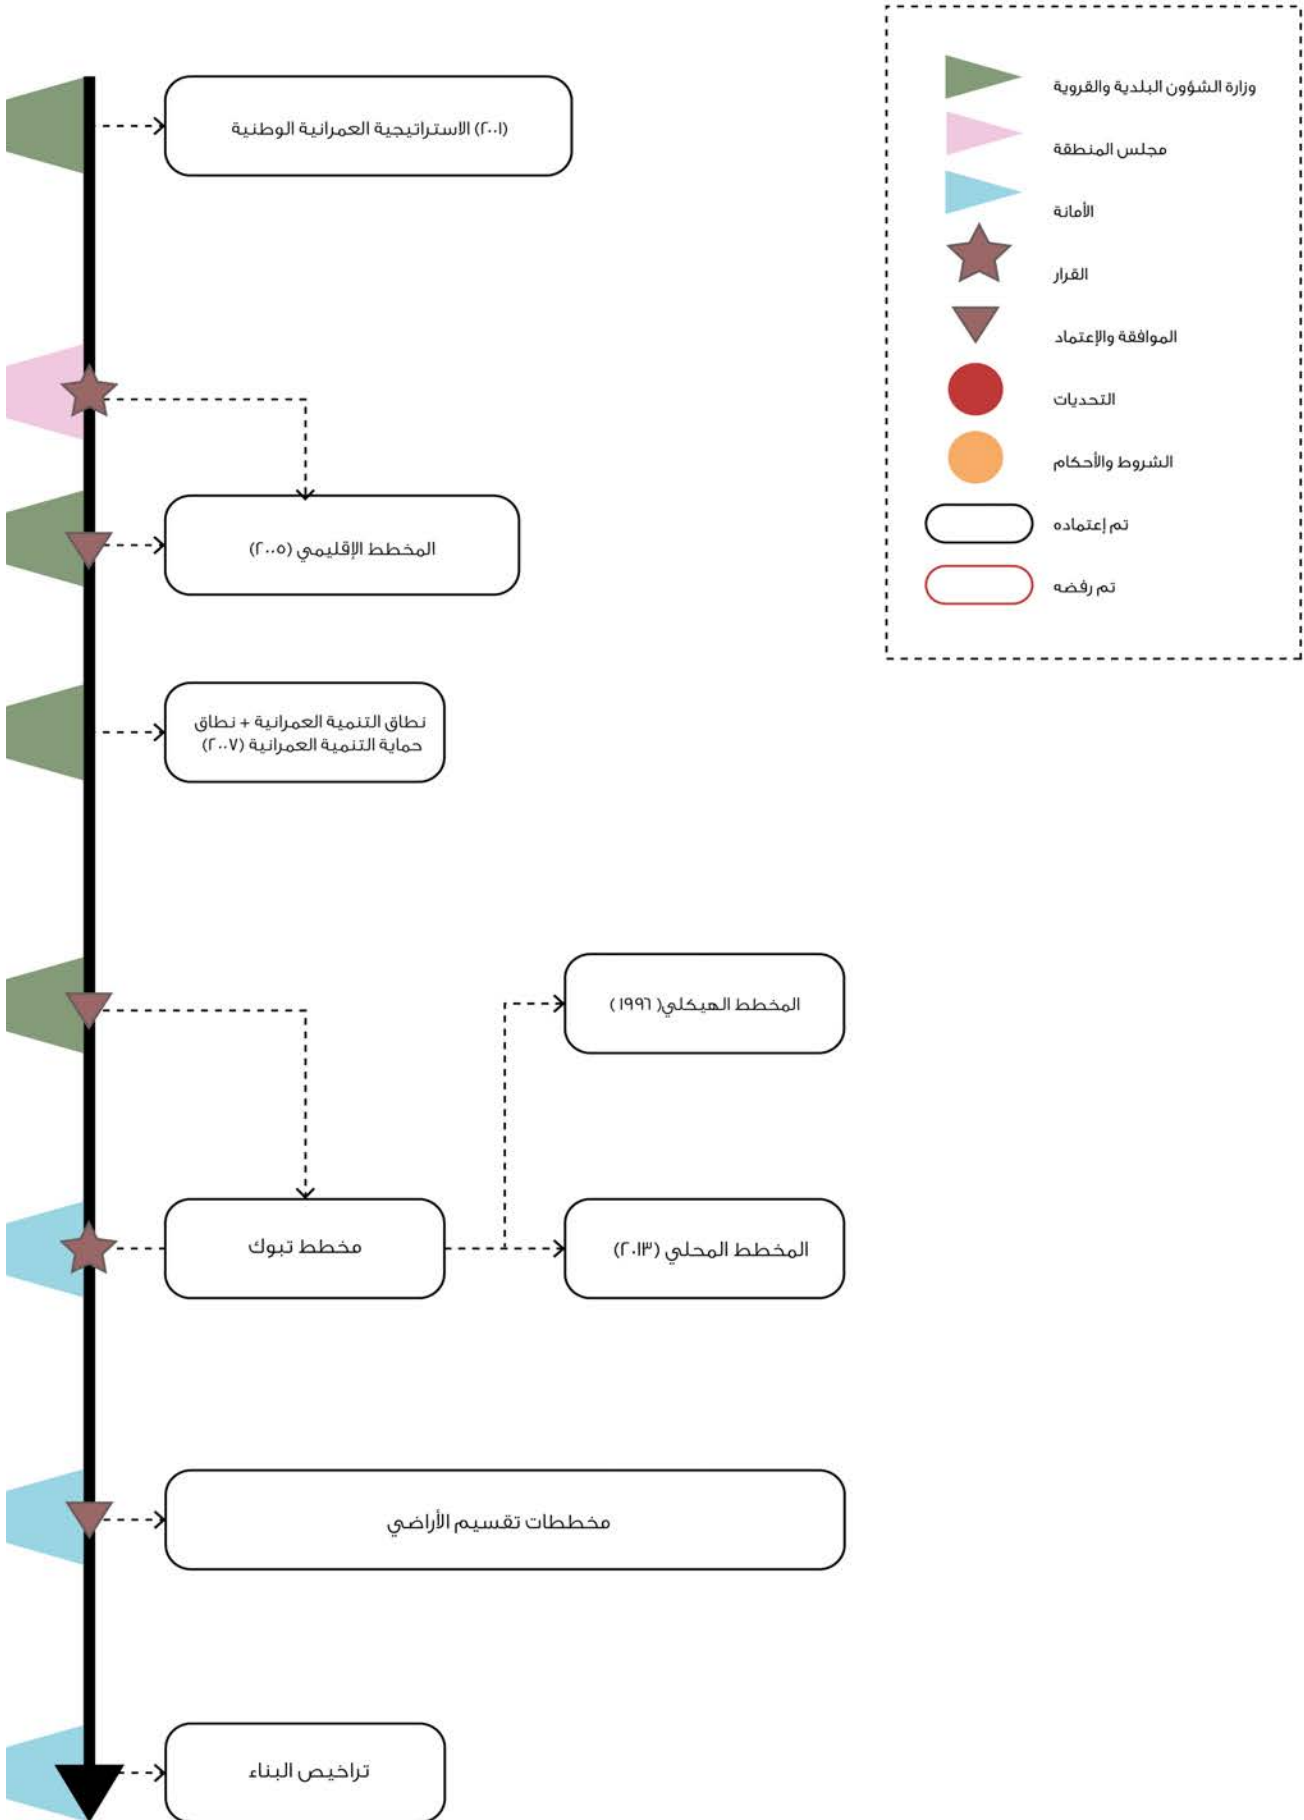 (٢٠٠١) الاستراتيجية العمرانية الوطنية
المخطط الإقليمي (٢٠٠٥)
نطاق التنمية العمرانية + نطاق
حماية التنمية العمرانية (٢٠٠٧)
المخطط الهيكلي( ١٩٩٦ )
مخطط تبوك
المخطط المحلي (٢٠١٣)
مخططات تقسيم الأراضي
تراخيص البناء
وزارة الشؤون البلدية والقروية
مجلس المنطقة
الأمانة
القرار
الموافقة والإعتماد
التحديات
الشروط والأحكام
تم إعتماده
تم رفضه